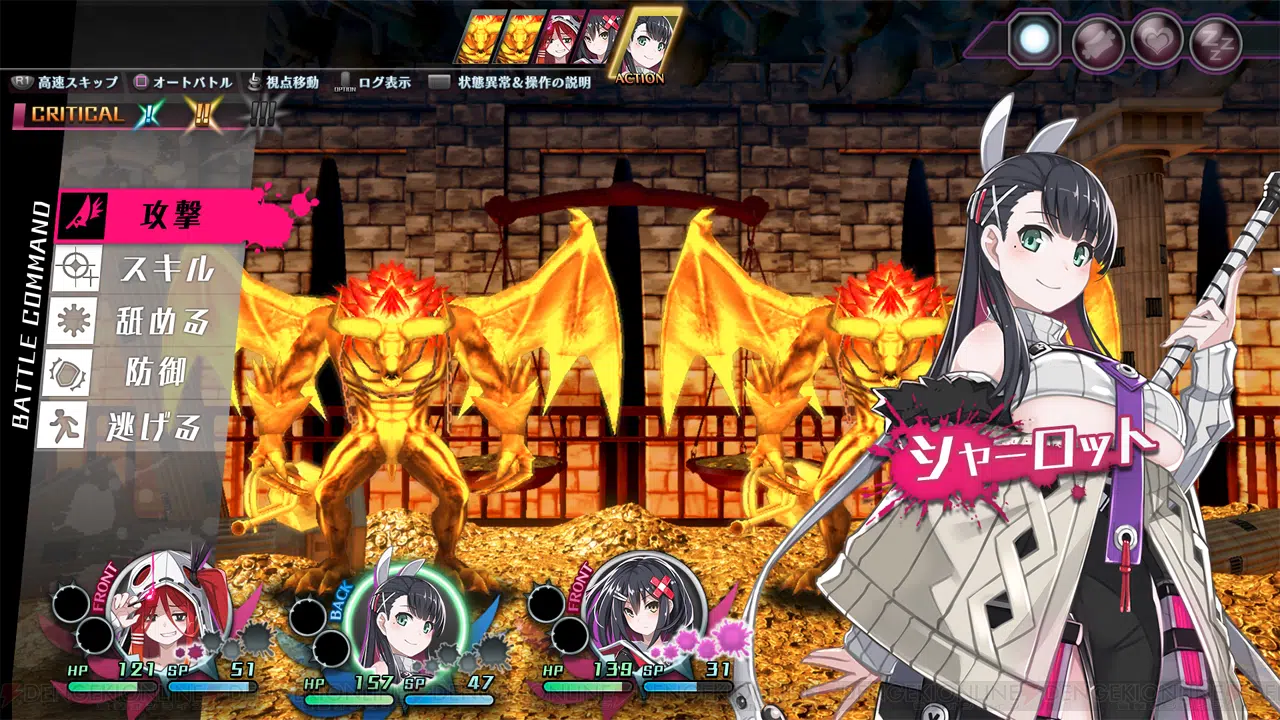 ACTION
R1 高速スキップ オートバトル 視点移動 OPTION ログ表示 状態異常&操作の説明
CRITICAL ! !! !!!
BATTLE COMMAND
攻撃
スキル
舐める
防御
逃げる
シャーロット
FRONT
HP 121 SP 51
BACK
HP 157 SP 47
FRONT
HP 139 SP 31
DENGEKIONLINE